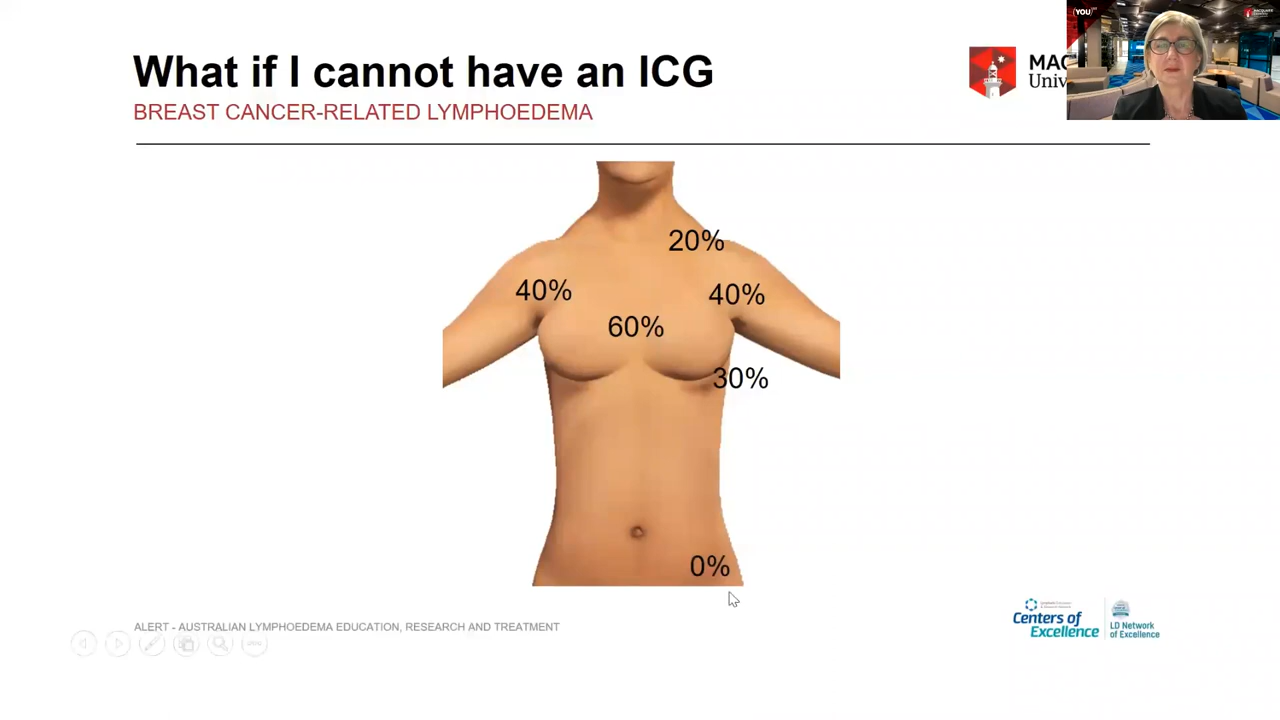 What if I cannot have an ICG
BREAST CANCER-RELATED LYMPHOEDEMA
MAC
Univ
(YOU)
20%
40%
40%
60%
30%
0%
ALERT - AUSTRALIAN LYMPHOEDEMA EDUCATION, RESEARCH AND TREATMENT
Centers of
Excellence
LD Network
of Excellence